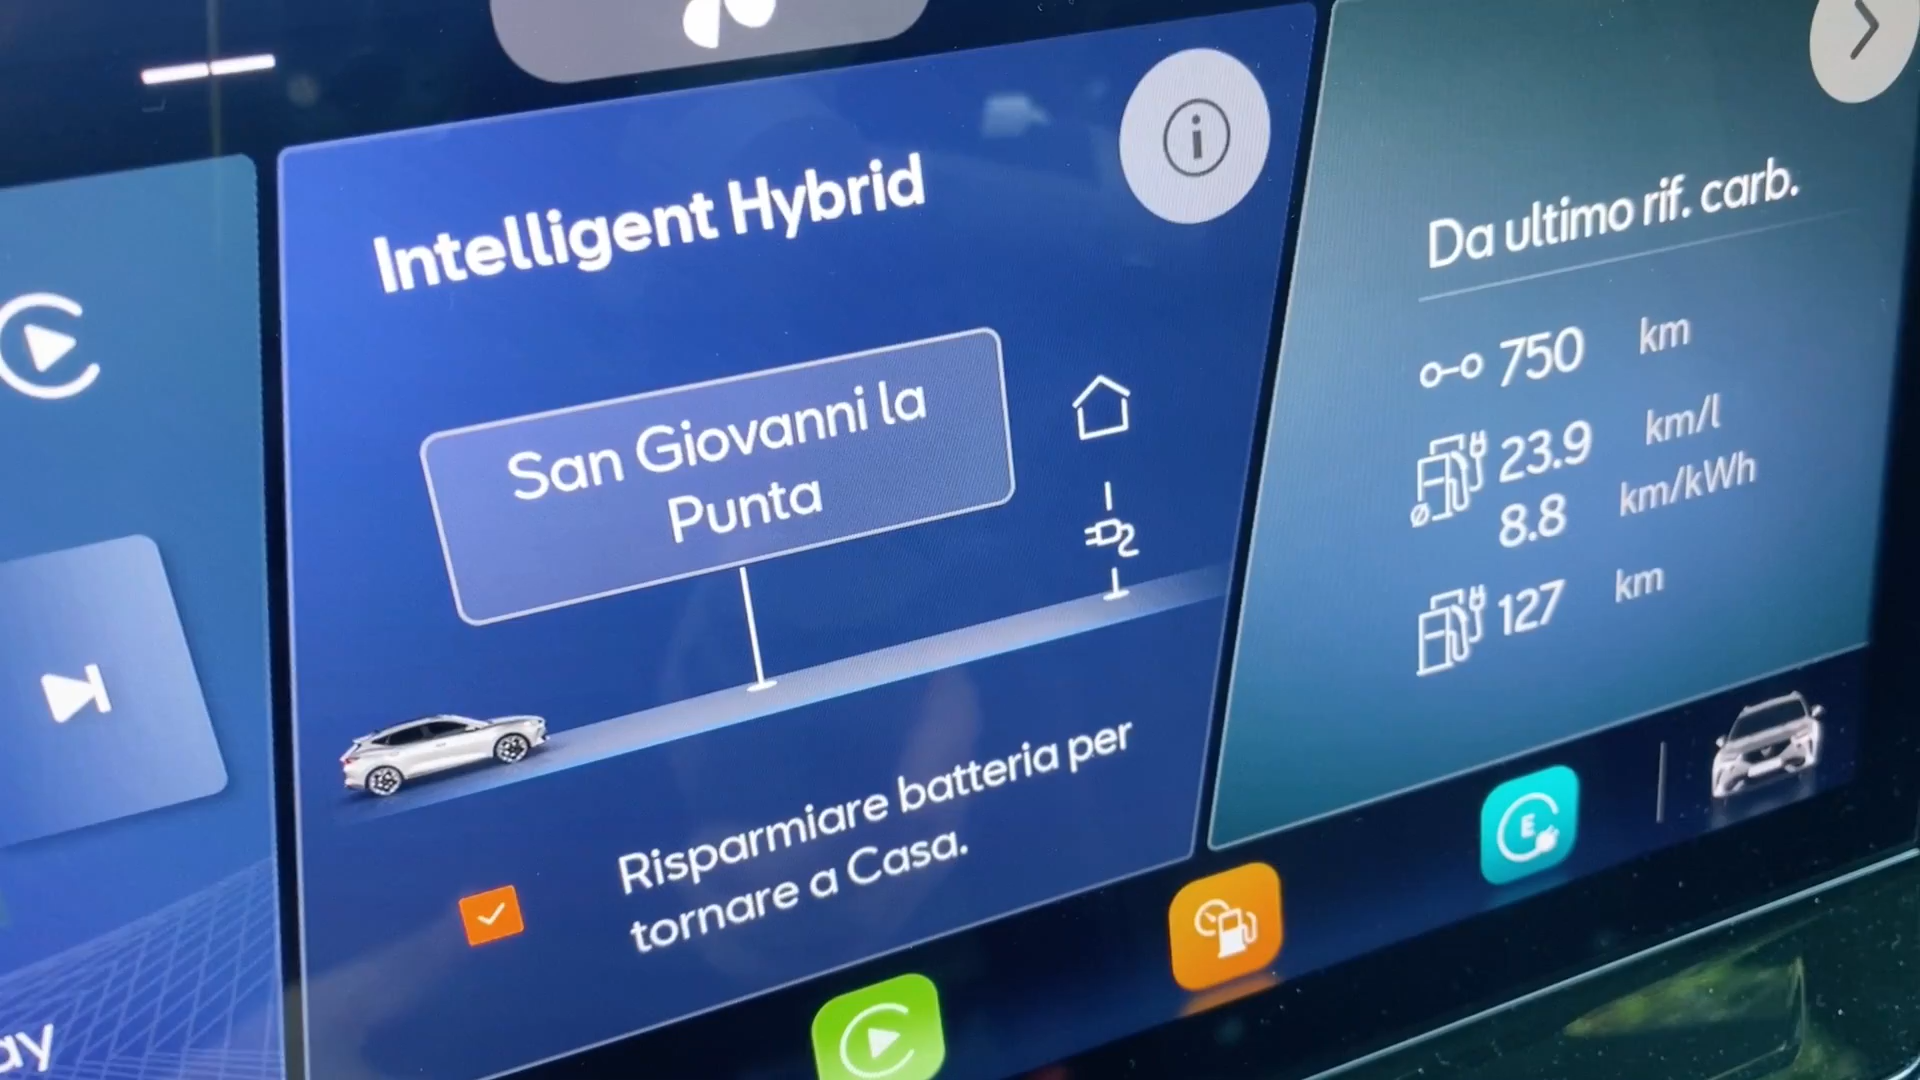 Intelligent Hybrid
San Giovanni la
Punta
Risparmiare batteria per
tornare a Casa.
Da ultimo rif. carb.
750 km
23.9 km/l
8.8 km/kWh
127 km
E
ay